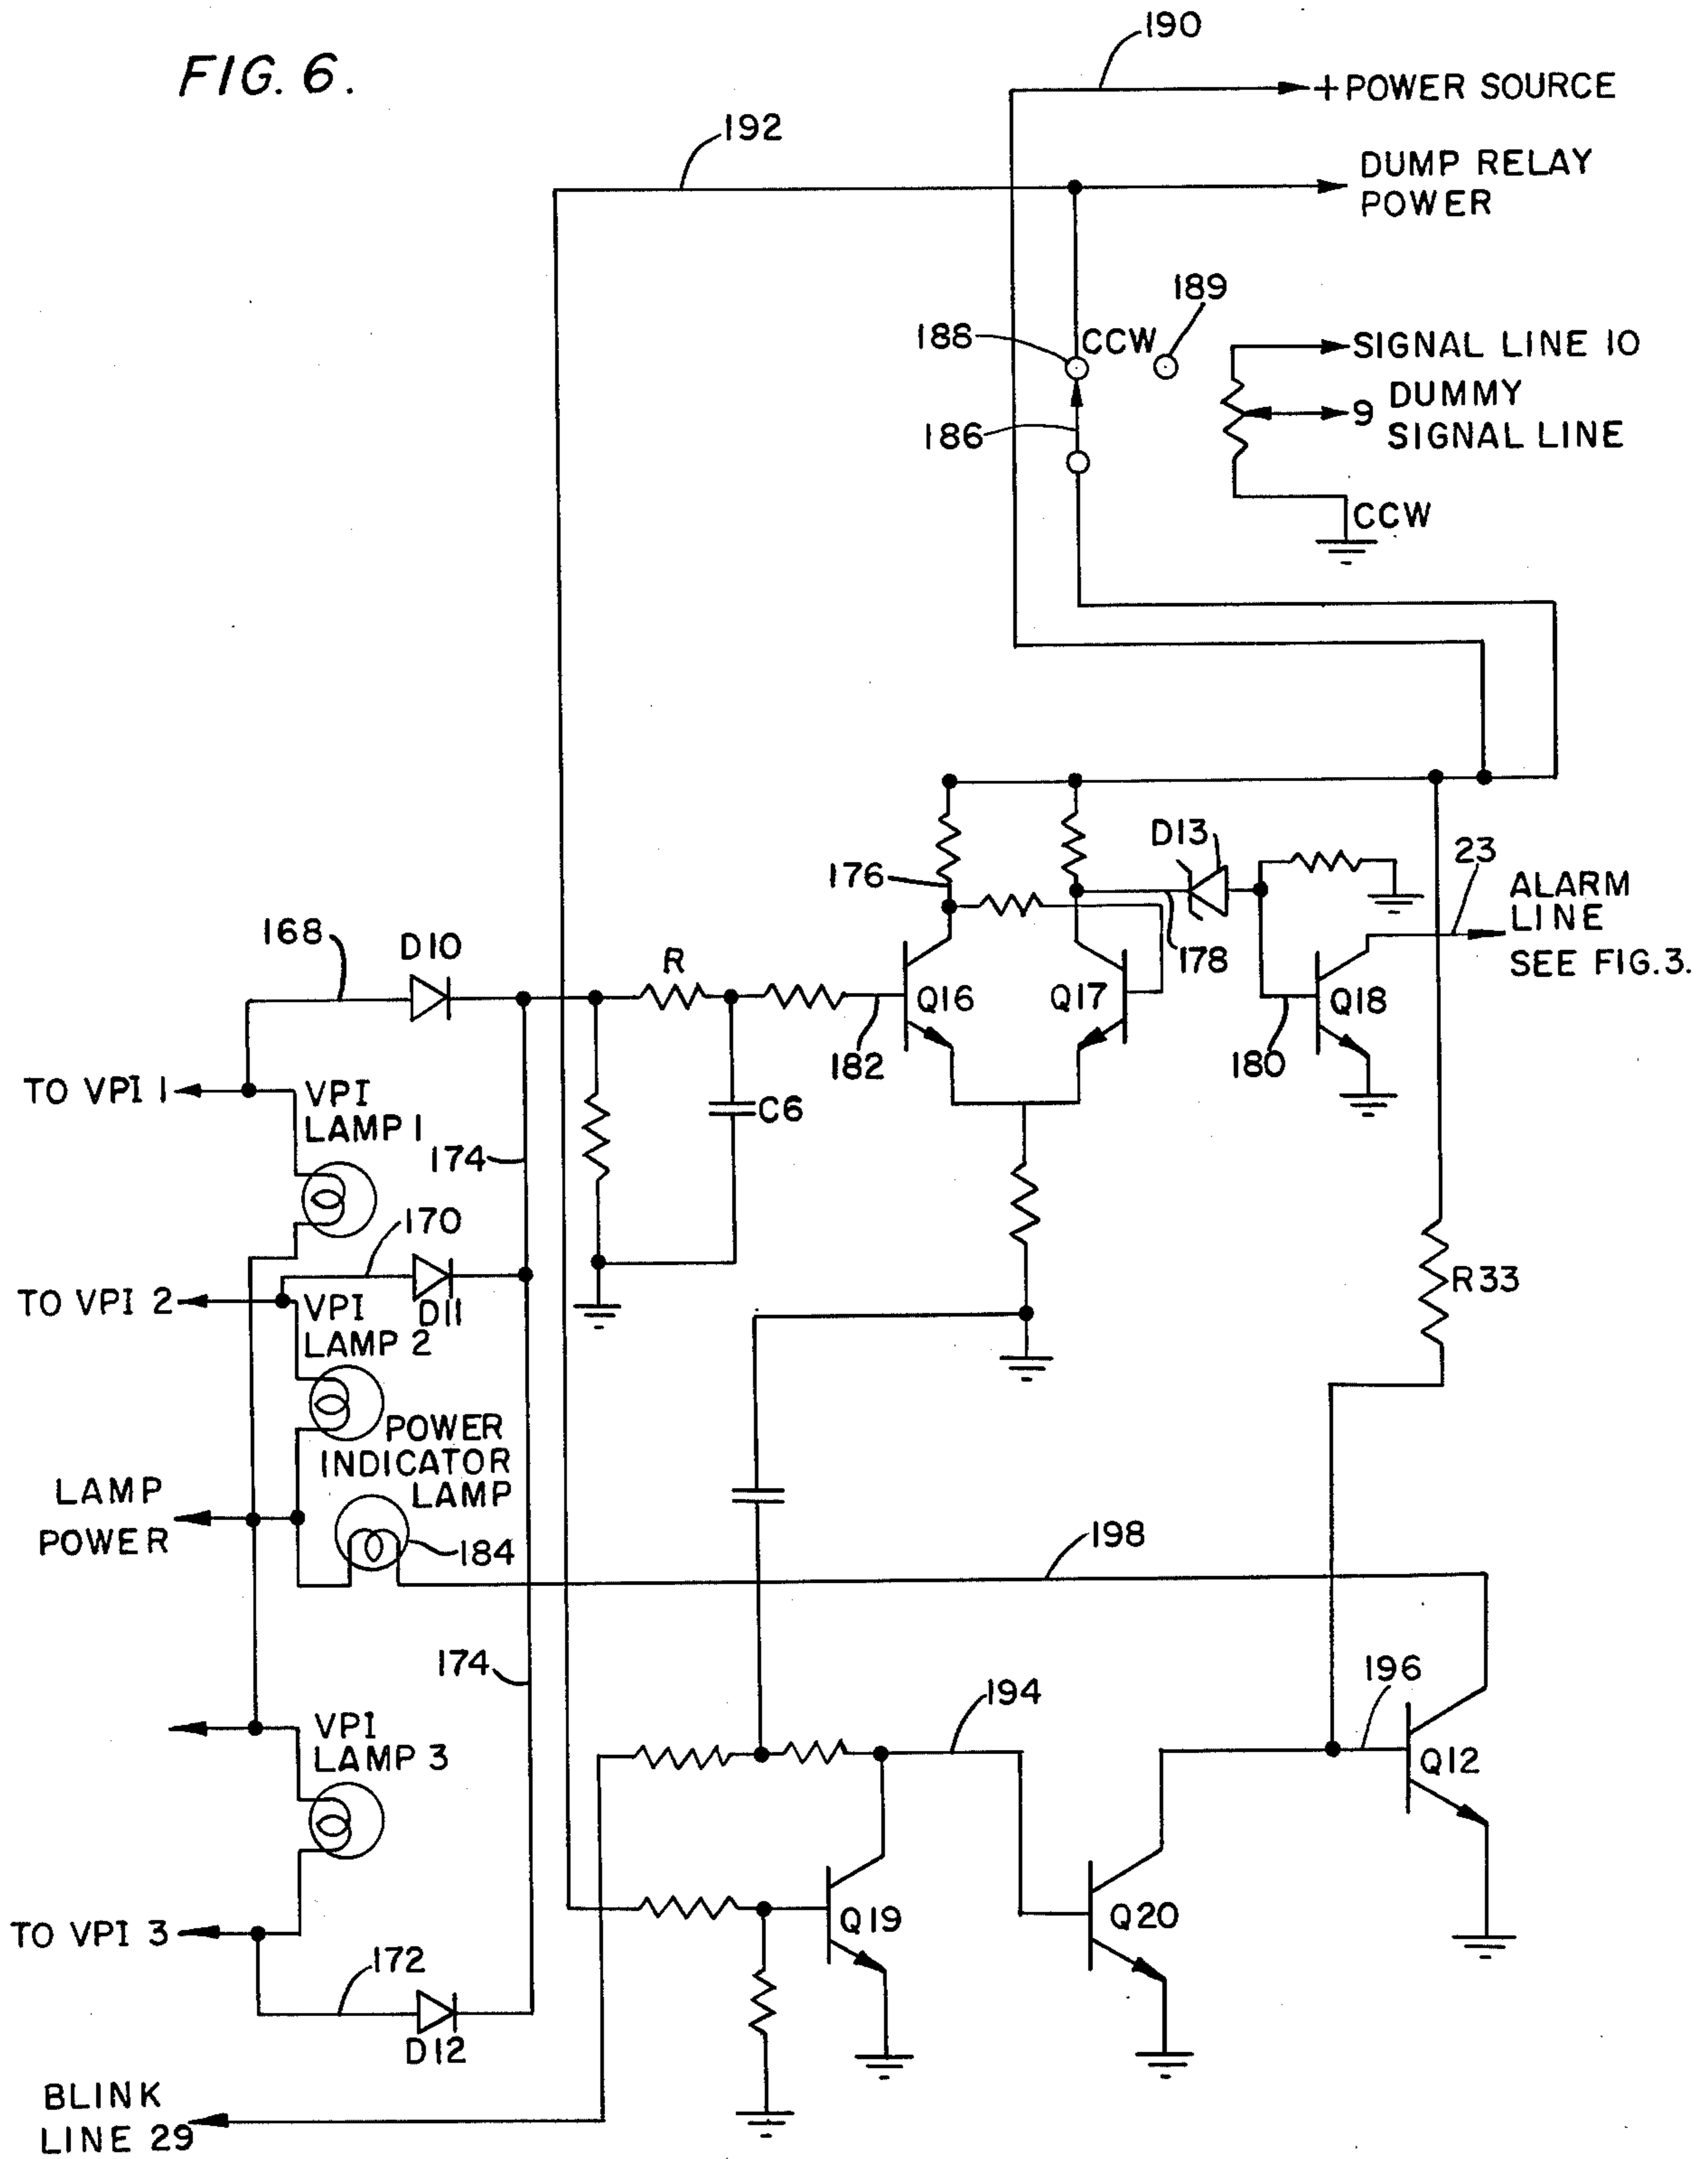 FIG. 6.
190
+ POWER SOURCE
192
DUMP RELAY
POWER
189
188
CCW
SIGNAL LINE 10
186
9 DUMMY
SIGNAL LINE
CCW
D13
23
176
ALARM
LINE
SEE FIG.3.
168
D10
R
178
Q16
Q17
Q18
182
180
TO VPI 1
VPI
LAMP 1
C6
174
170
TO VPI 2
D11
VPI
LAMP 2
R33
POWER
INDICATOR
LAMP
LAMP
POWER
184
198
174
194
196
VPI
LAMP 3
Q12
Q19
Q20
TO VPI 3
172
D12
BLINK
LINE 29